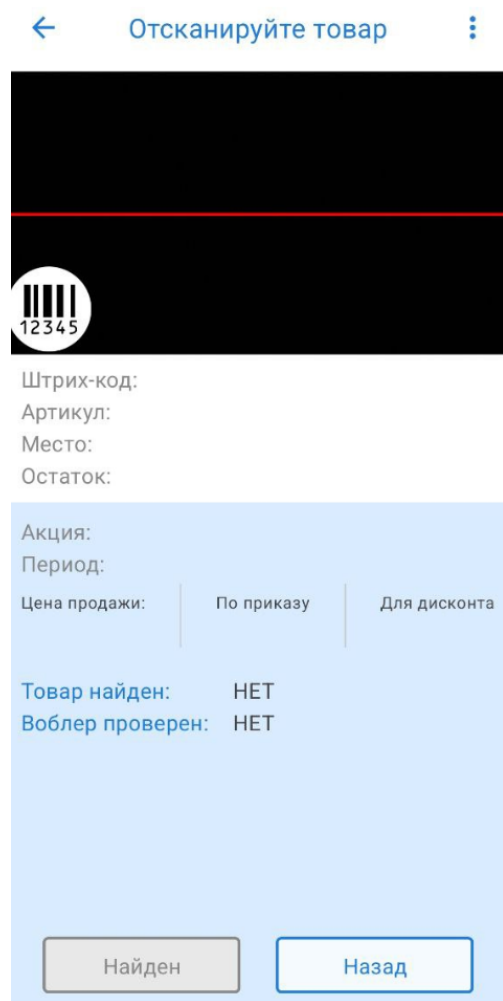 Отсканируйте товар
12345
Штрих-код:
Артикул:
Место:
Остаток:
Акция:
Период:
Цена продажи: По приказу Для дисконта
Товар найден: НЕТ
Воблер проверен: НЕТ
Найден Назад